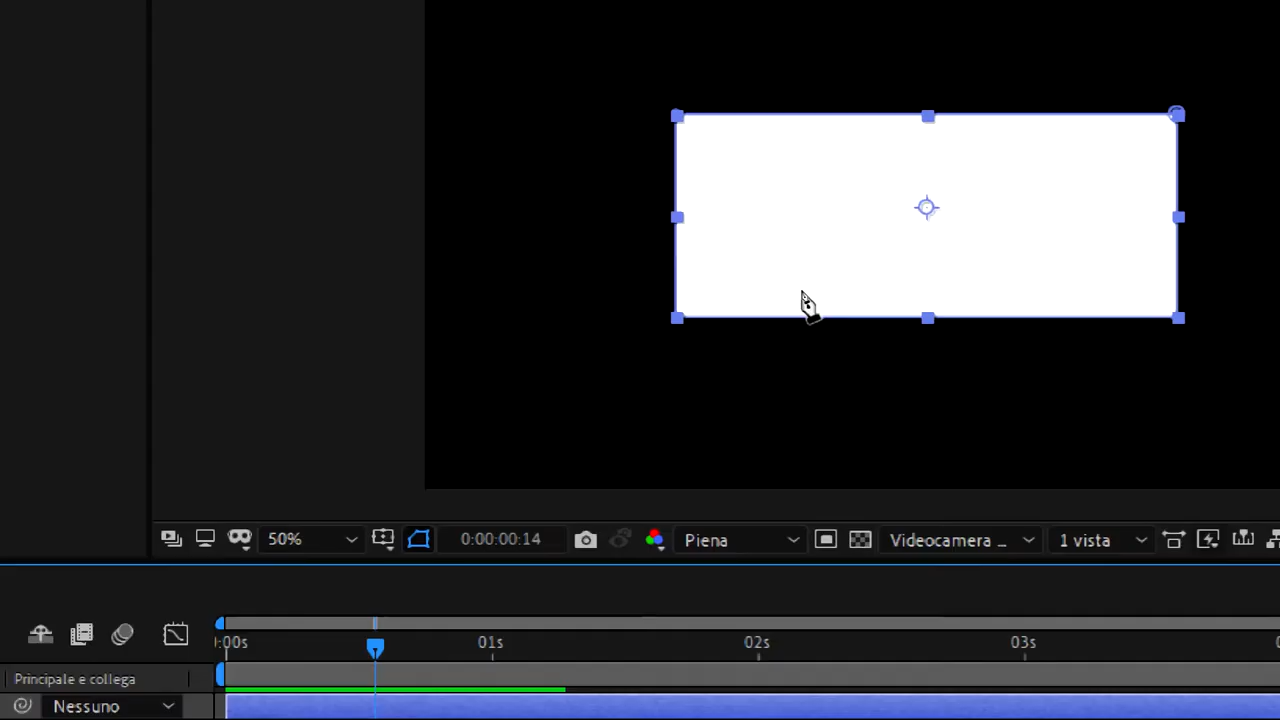 50%
0:00:00:14
Piena
Videocamera ...
1 vista
:00s
01s
02s
03s
Principale e collega
Nessuno